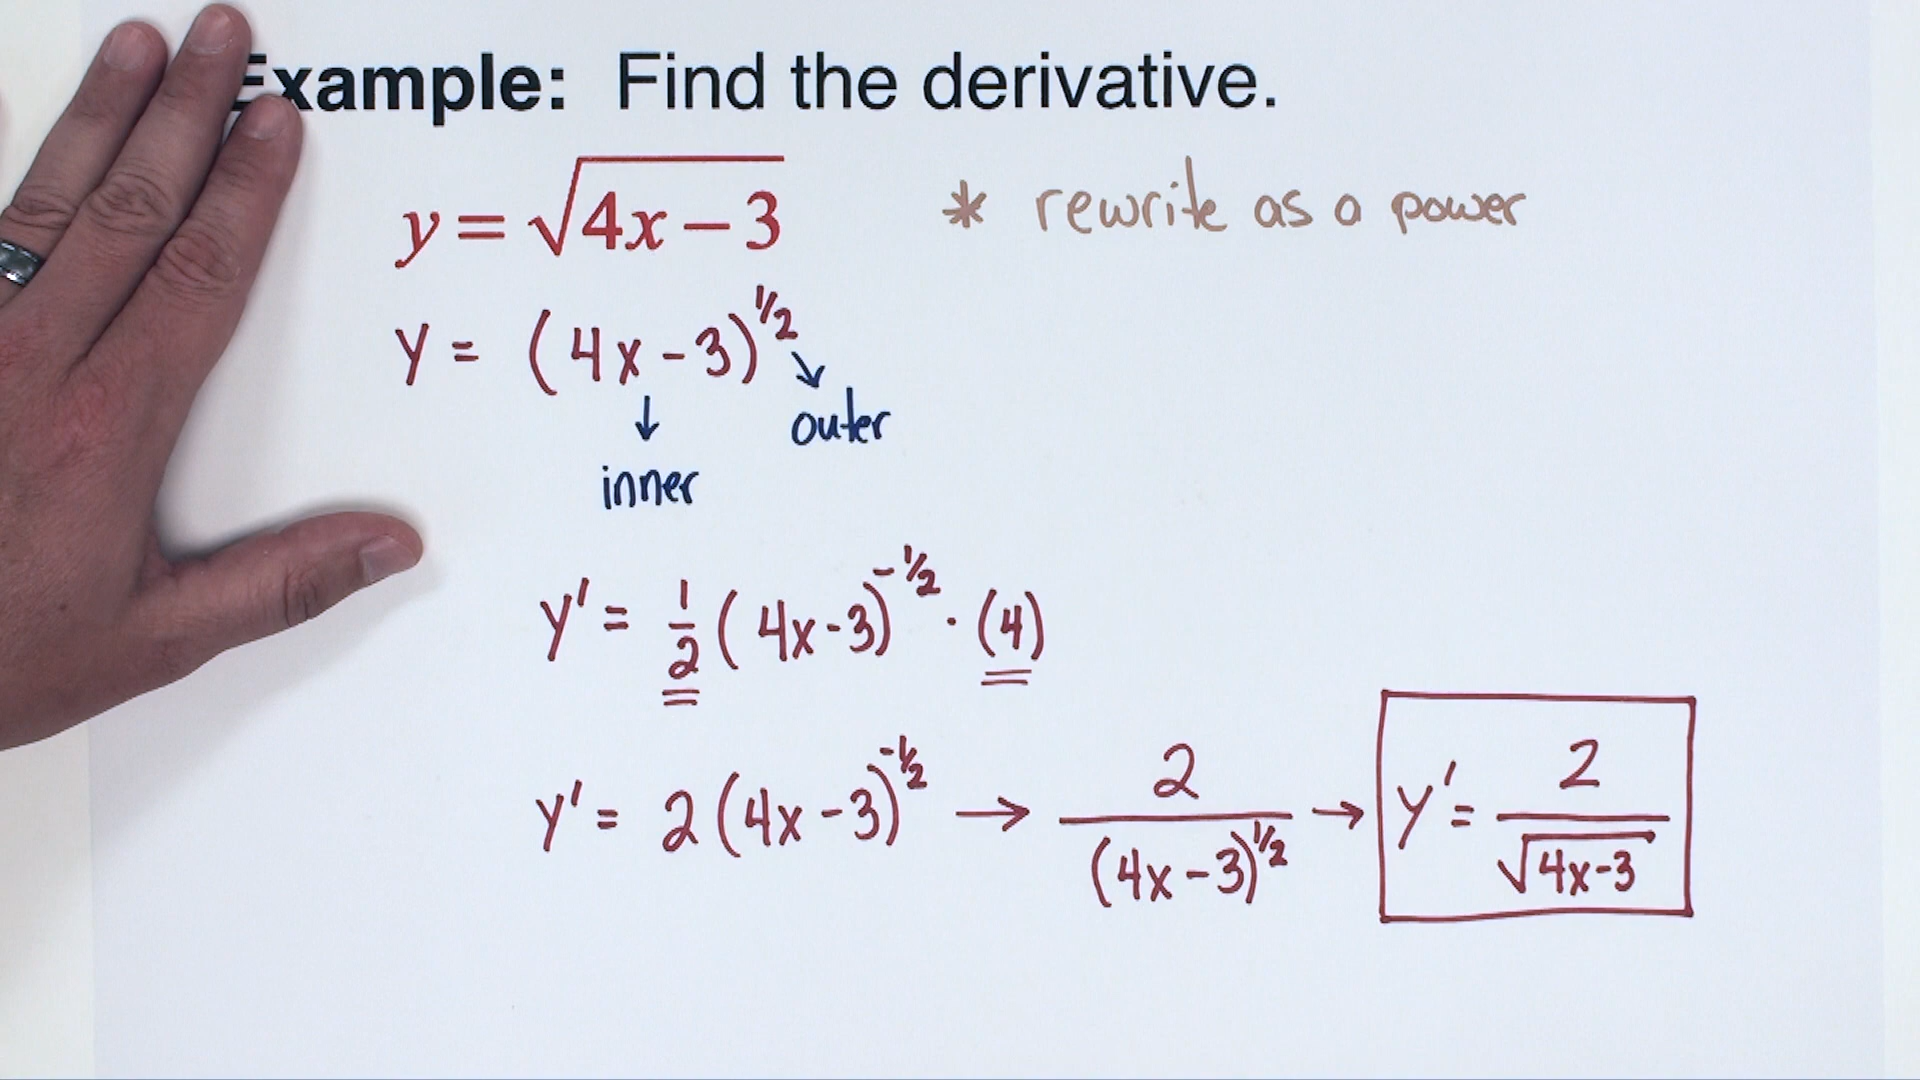 Example: Find the derivative.
y = √4x − 3 * rewrite as a power
y = (4x - 3)^1/2
↓ ↘
outer
inner
y' = 1/2 (4x-3)^-1/2 · (4)
y' = 2(4x-3)^-1/2 → 2/(4x-3)^1/2 → y' = 2/√4x-3